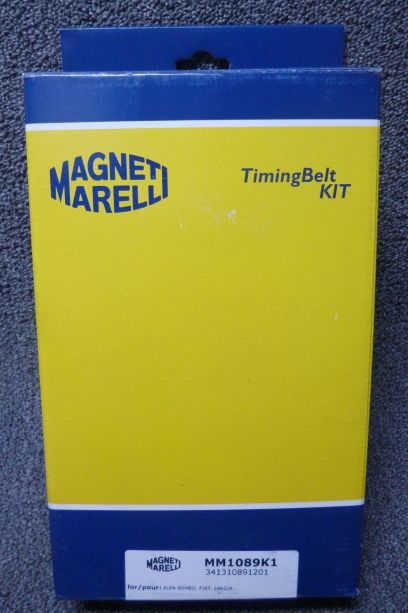 MAGNETI
MARELLI
TimingBelt
KIT
MAGNETI
MARELLI
MM1089K1
341310891201
for/pour: ALFA ROMEO, FIAT, LANCIA